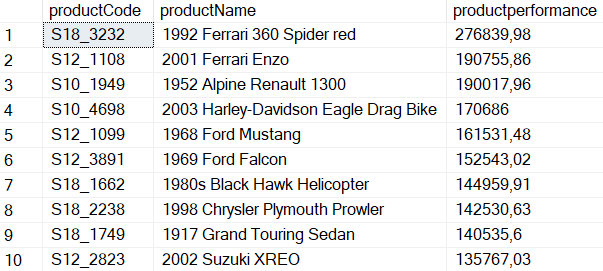 productCode productName productperformance
1 S18_3232 1992 Ferrari 360 Spider red 276839,98
2 S12_1108 2001 Ferrari Enzo 190755,86
3 S10_1949 1952 Alpine Renault 1300 190017,96
4 S10_4698 2003 Harley-Davidson Eagle Drag Bike 170686
5 S12_1099 1968 Ford Mustang 161531,48
6 S12_3891 1969 Ford Falcon 152543,02
7 S18_1662 1980s Black Hawk Helicopter 144959,91
8 S18_2238 1998 Chrysler Plymouth Prowler 142530,63
9 S18_1749 1917 Grand Touring Sedan 140535,6
10 S12_2823 2002 Suzuki XREO 135767,03